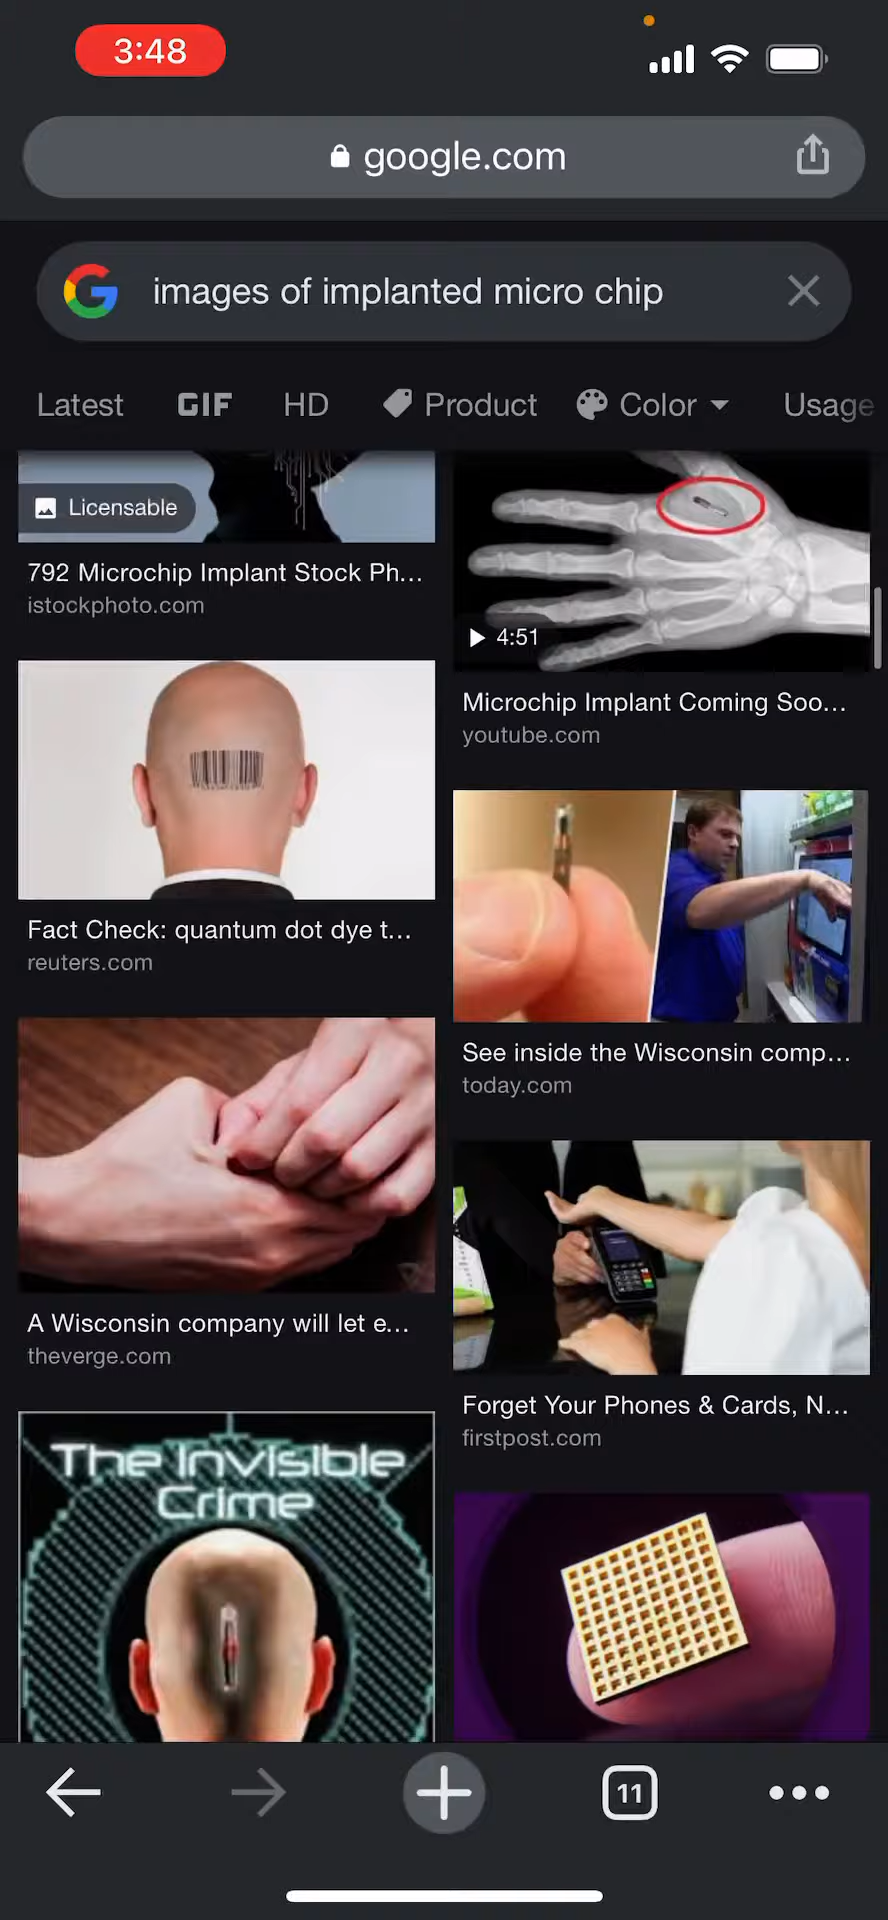 3:48
google.com
images of implanted micro chip
Latest GIF HD Product Color Usage
Licensable
792 Microchip Implant Stock Ph...
istockphoto.com
4:51
Microchip Implant Coming Soo...
youtube.com
Fact Check: quantum dot dye t...
reuters.com
See inside the Wisconsin comp...
today.com
A Wisconsin company will let e...
theverge.com
Forget Your Phones & Cards, N...
firstpost.com
The Invisible
Crime
11